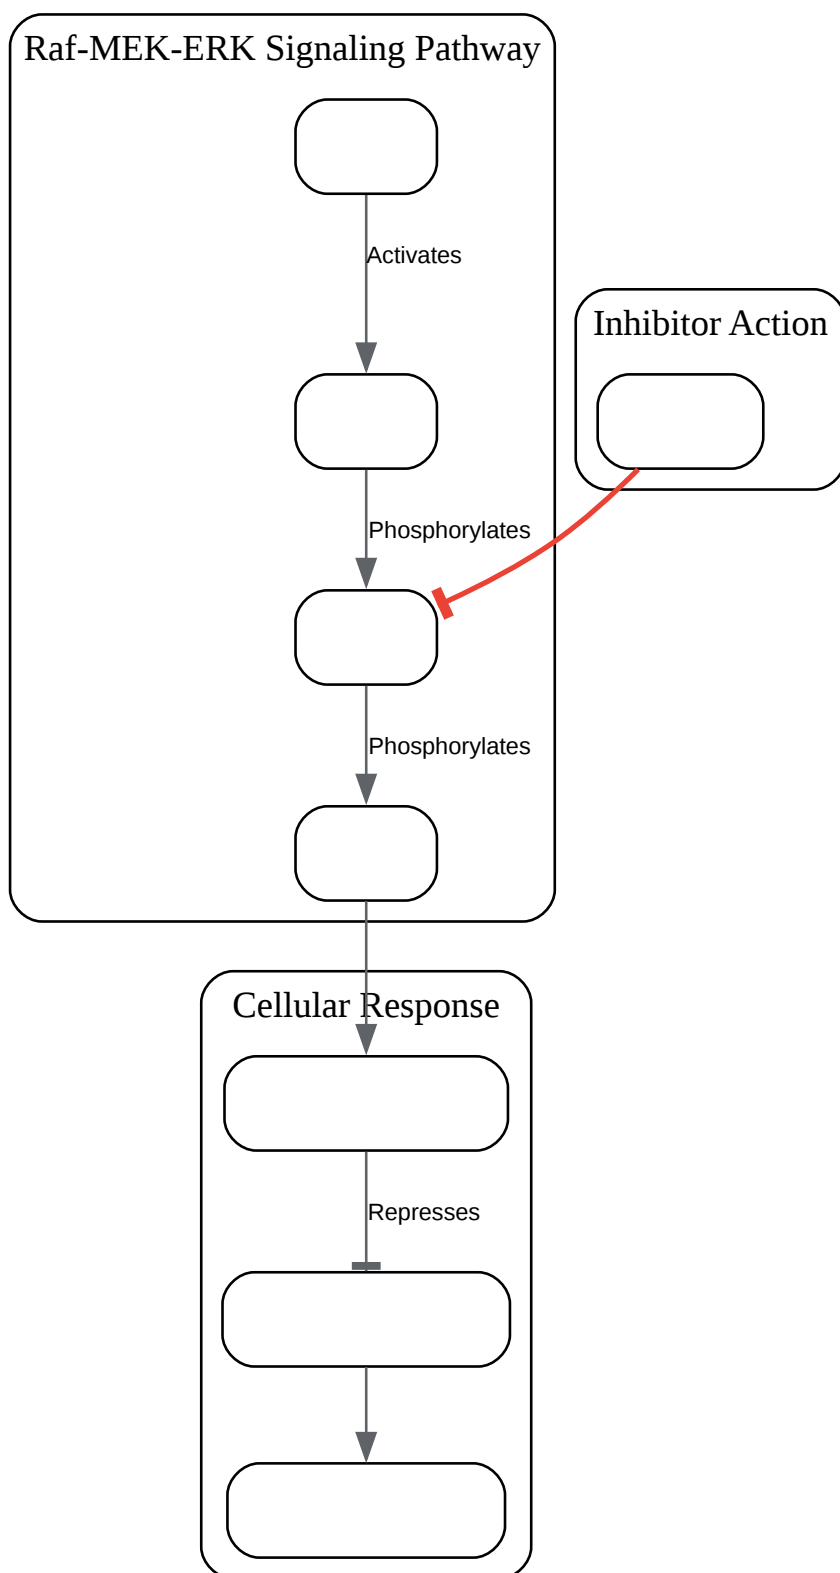 Raf-MEK-ERK Signaling Pathway
Activates
Inhibitor Action
Phosphorylates
Phosphorylates
Cellular Response
Represses